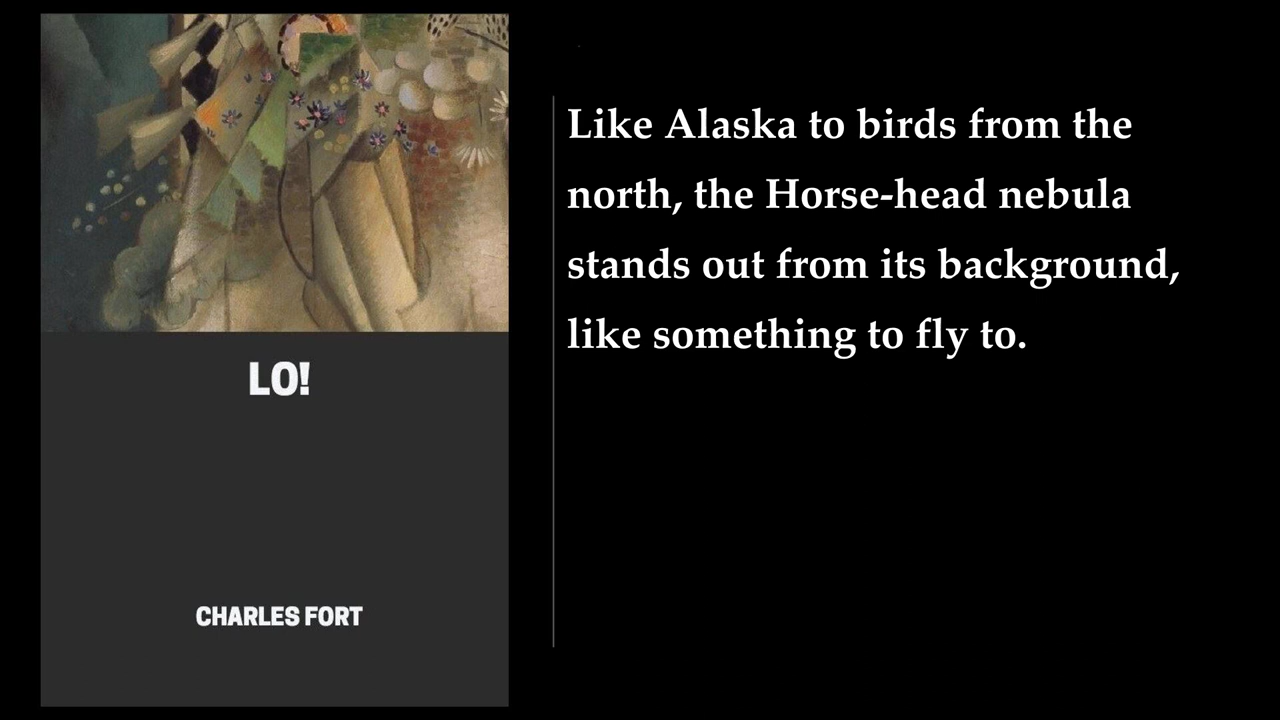 LO!
CHARLES FORT
Like Alaska to birds from the
north, the Horse-head nebula
stands out from its background,
like something to fly to.